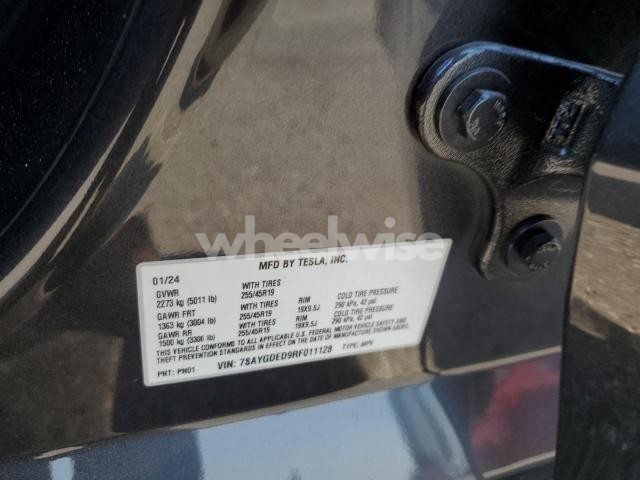 wheelwise
MFD BY TESLA, INC.
01/24
GVWR WITH TIRES
2273 kg (5011 lb) 255/45R19 RIM COLD TIRE PRESSURE
GAWR FRT WITH TIRES 19X9.5J 290 kPa, 42 psi
1363 kg (3004 lb) 255/45R19 RIM COLD TIRE PRESSURE
GAWR RR WITH TIRES 19X9.5J 290 kPa, 42 psi
1500 kg (3306 lb) 255/45R19
THIS VEHICLE CONFORMS TO ALL APPLICABLE U.S. FEDERAL MOTOR VEHICLE SAFETY AND
THEFT PREVENTION STANDARDS IN EFFECT ON THE DATE OF MANUFACTURE SHOWN ABOVE.
PNT: PN01 VIN: 7SAYGDED9RF011128 TYPE: MPV